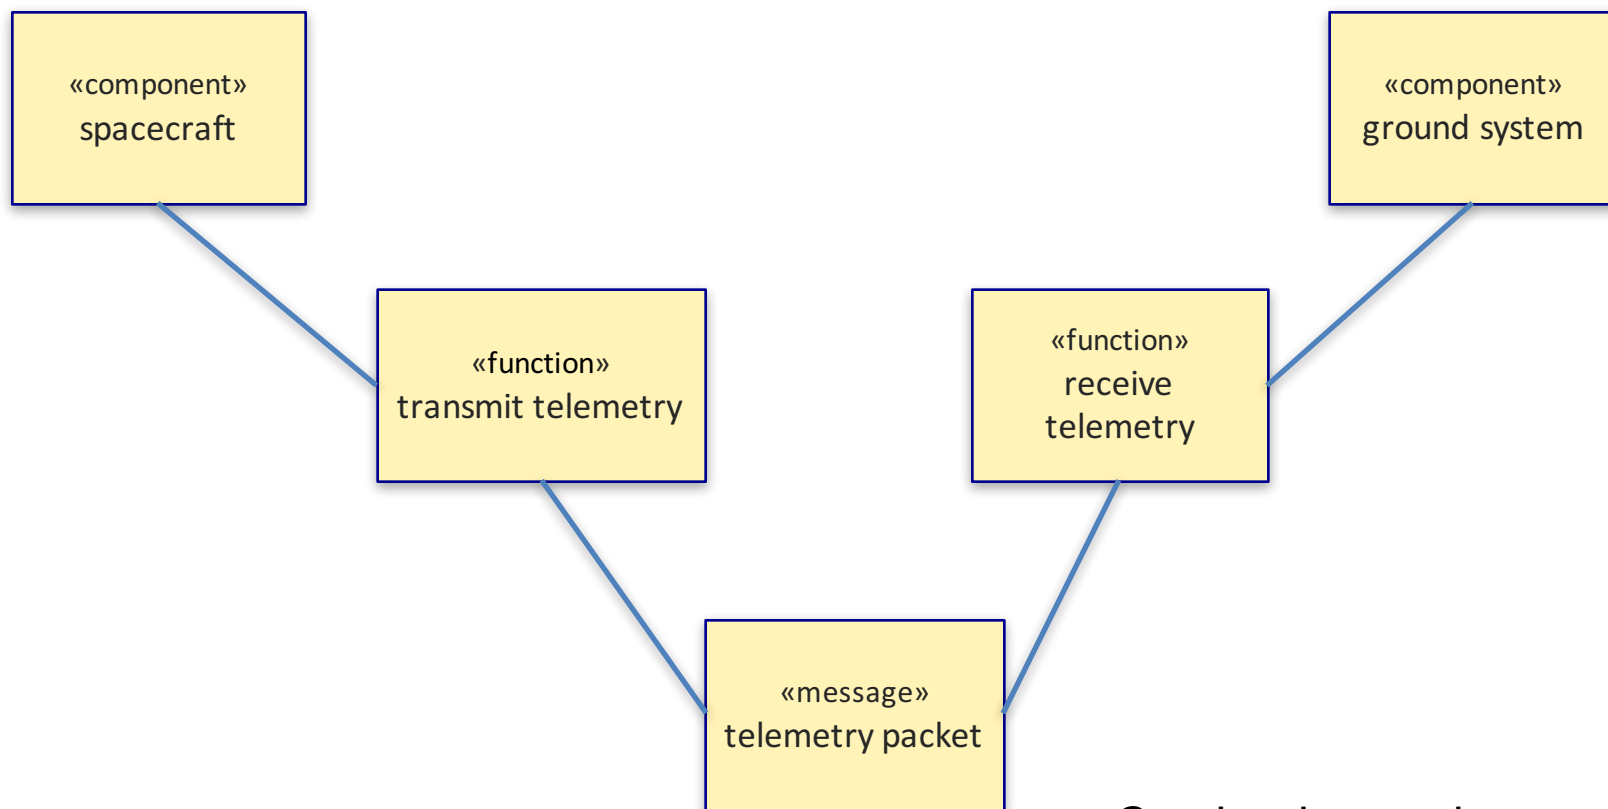 «component»
spacecraft
«component»
ground system
«function»
transmit telemetry
«function»
receive
telemetry
«message»
telemetry packet